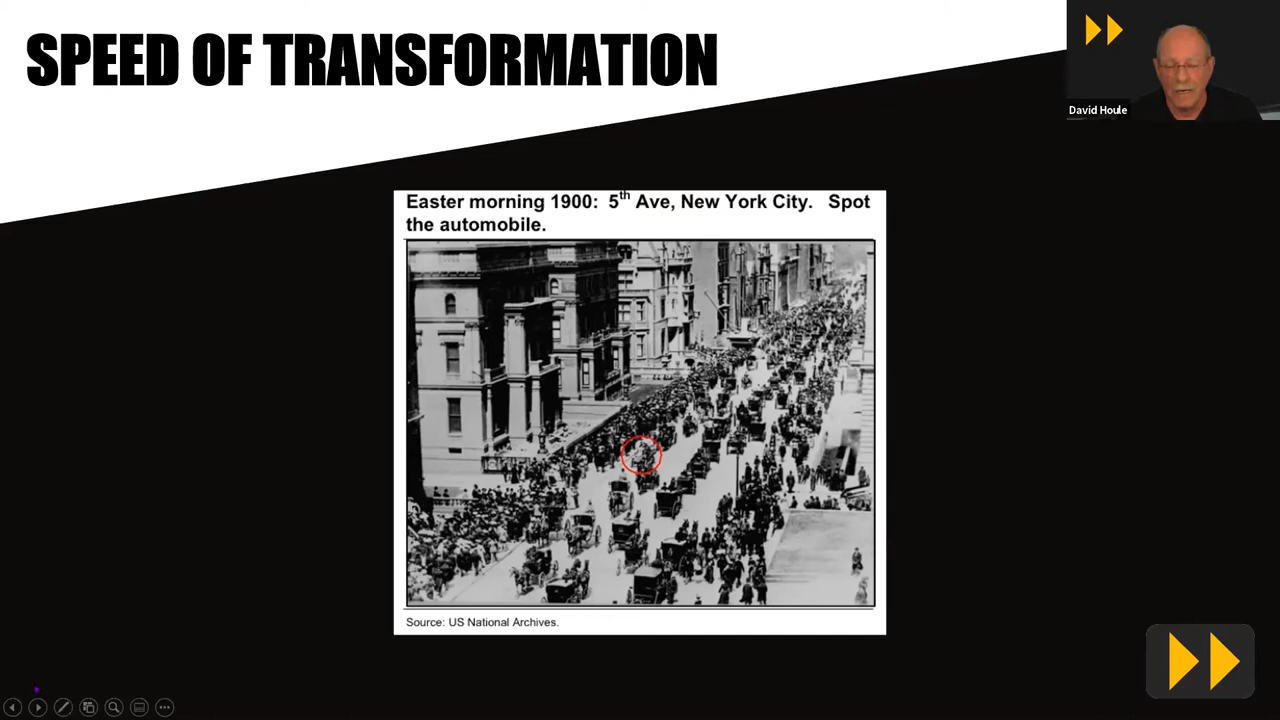 SPEED OF TRANSFORMATION
David Houle
Easter morning 1900: 5th Ave, New York City. Spot
the automobile.
Source: US National Archives.